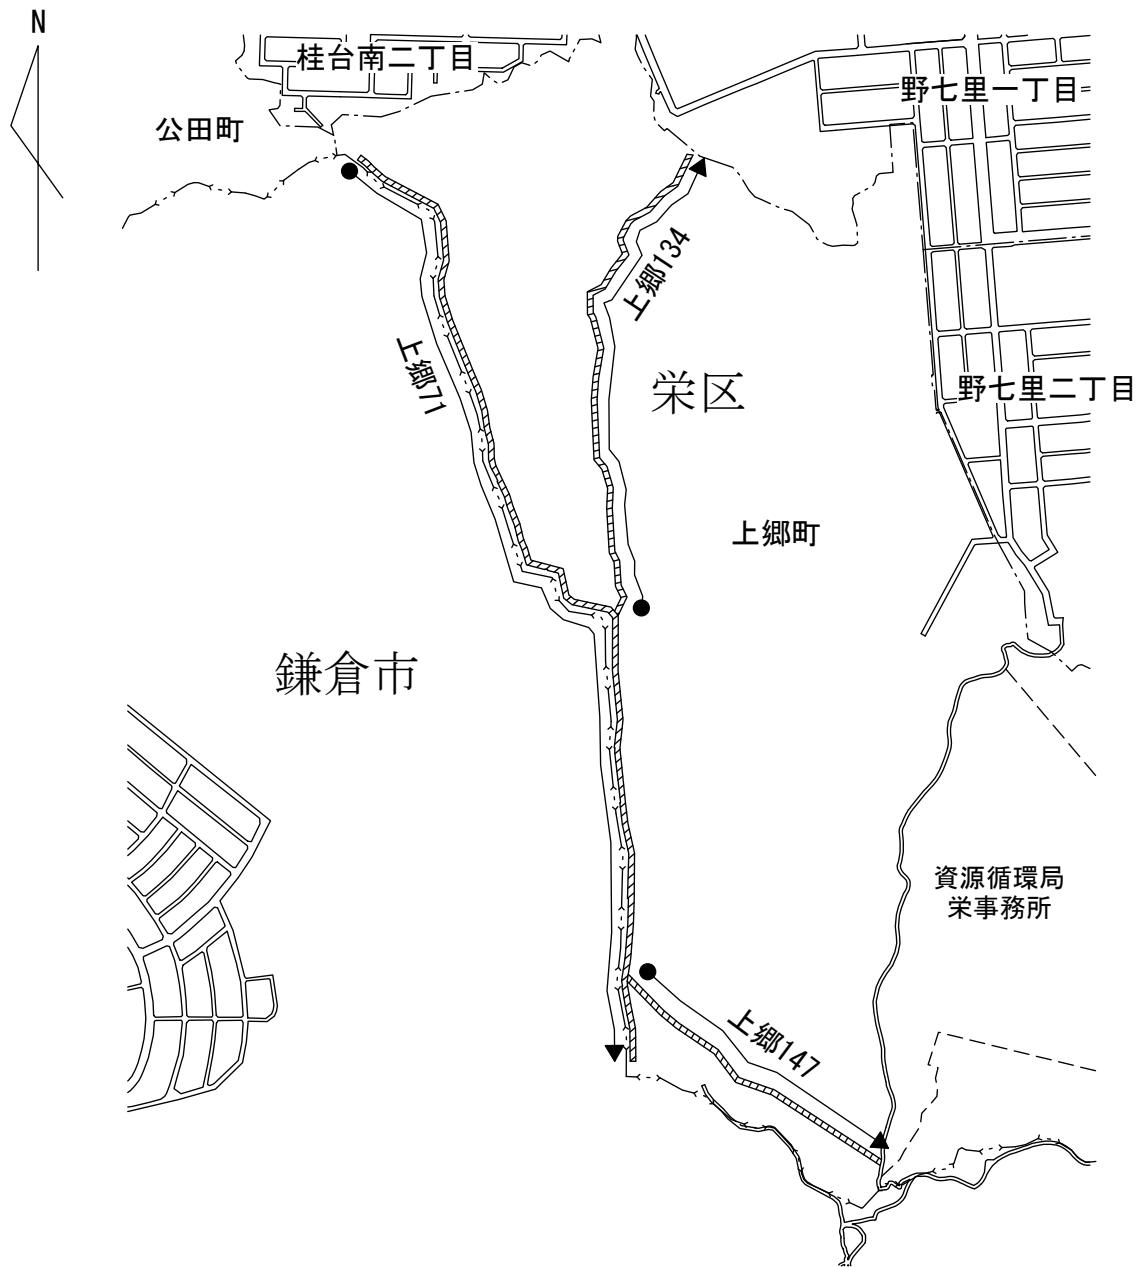 N
桂台南二丁目
野七里一丁目
公田町
上郷134
上郷71
栄区
野七里二丁目
上郷町
鎌倉市
資源循環局
栄事務所
上郷147